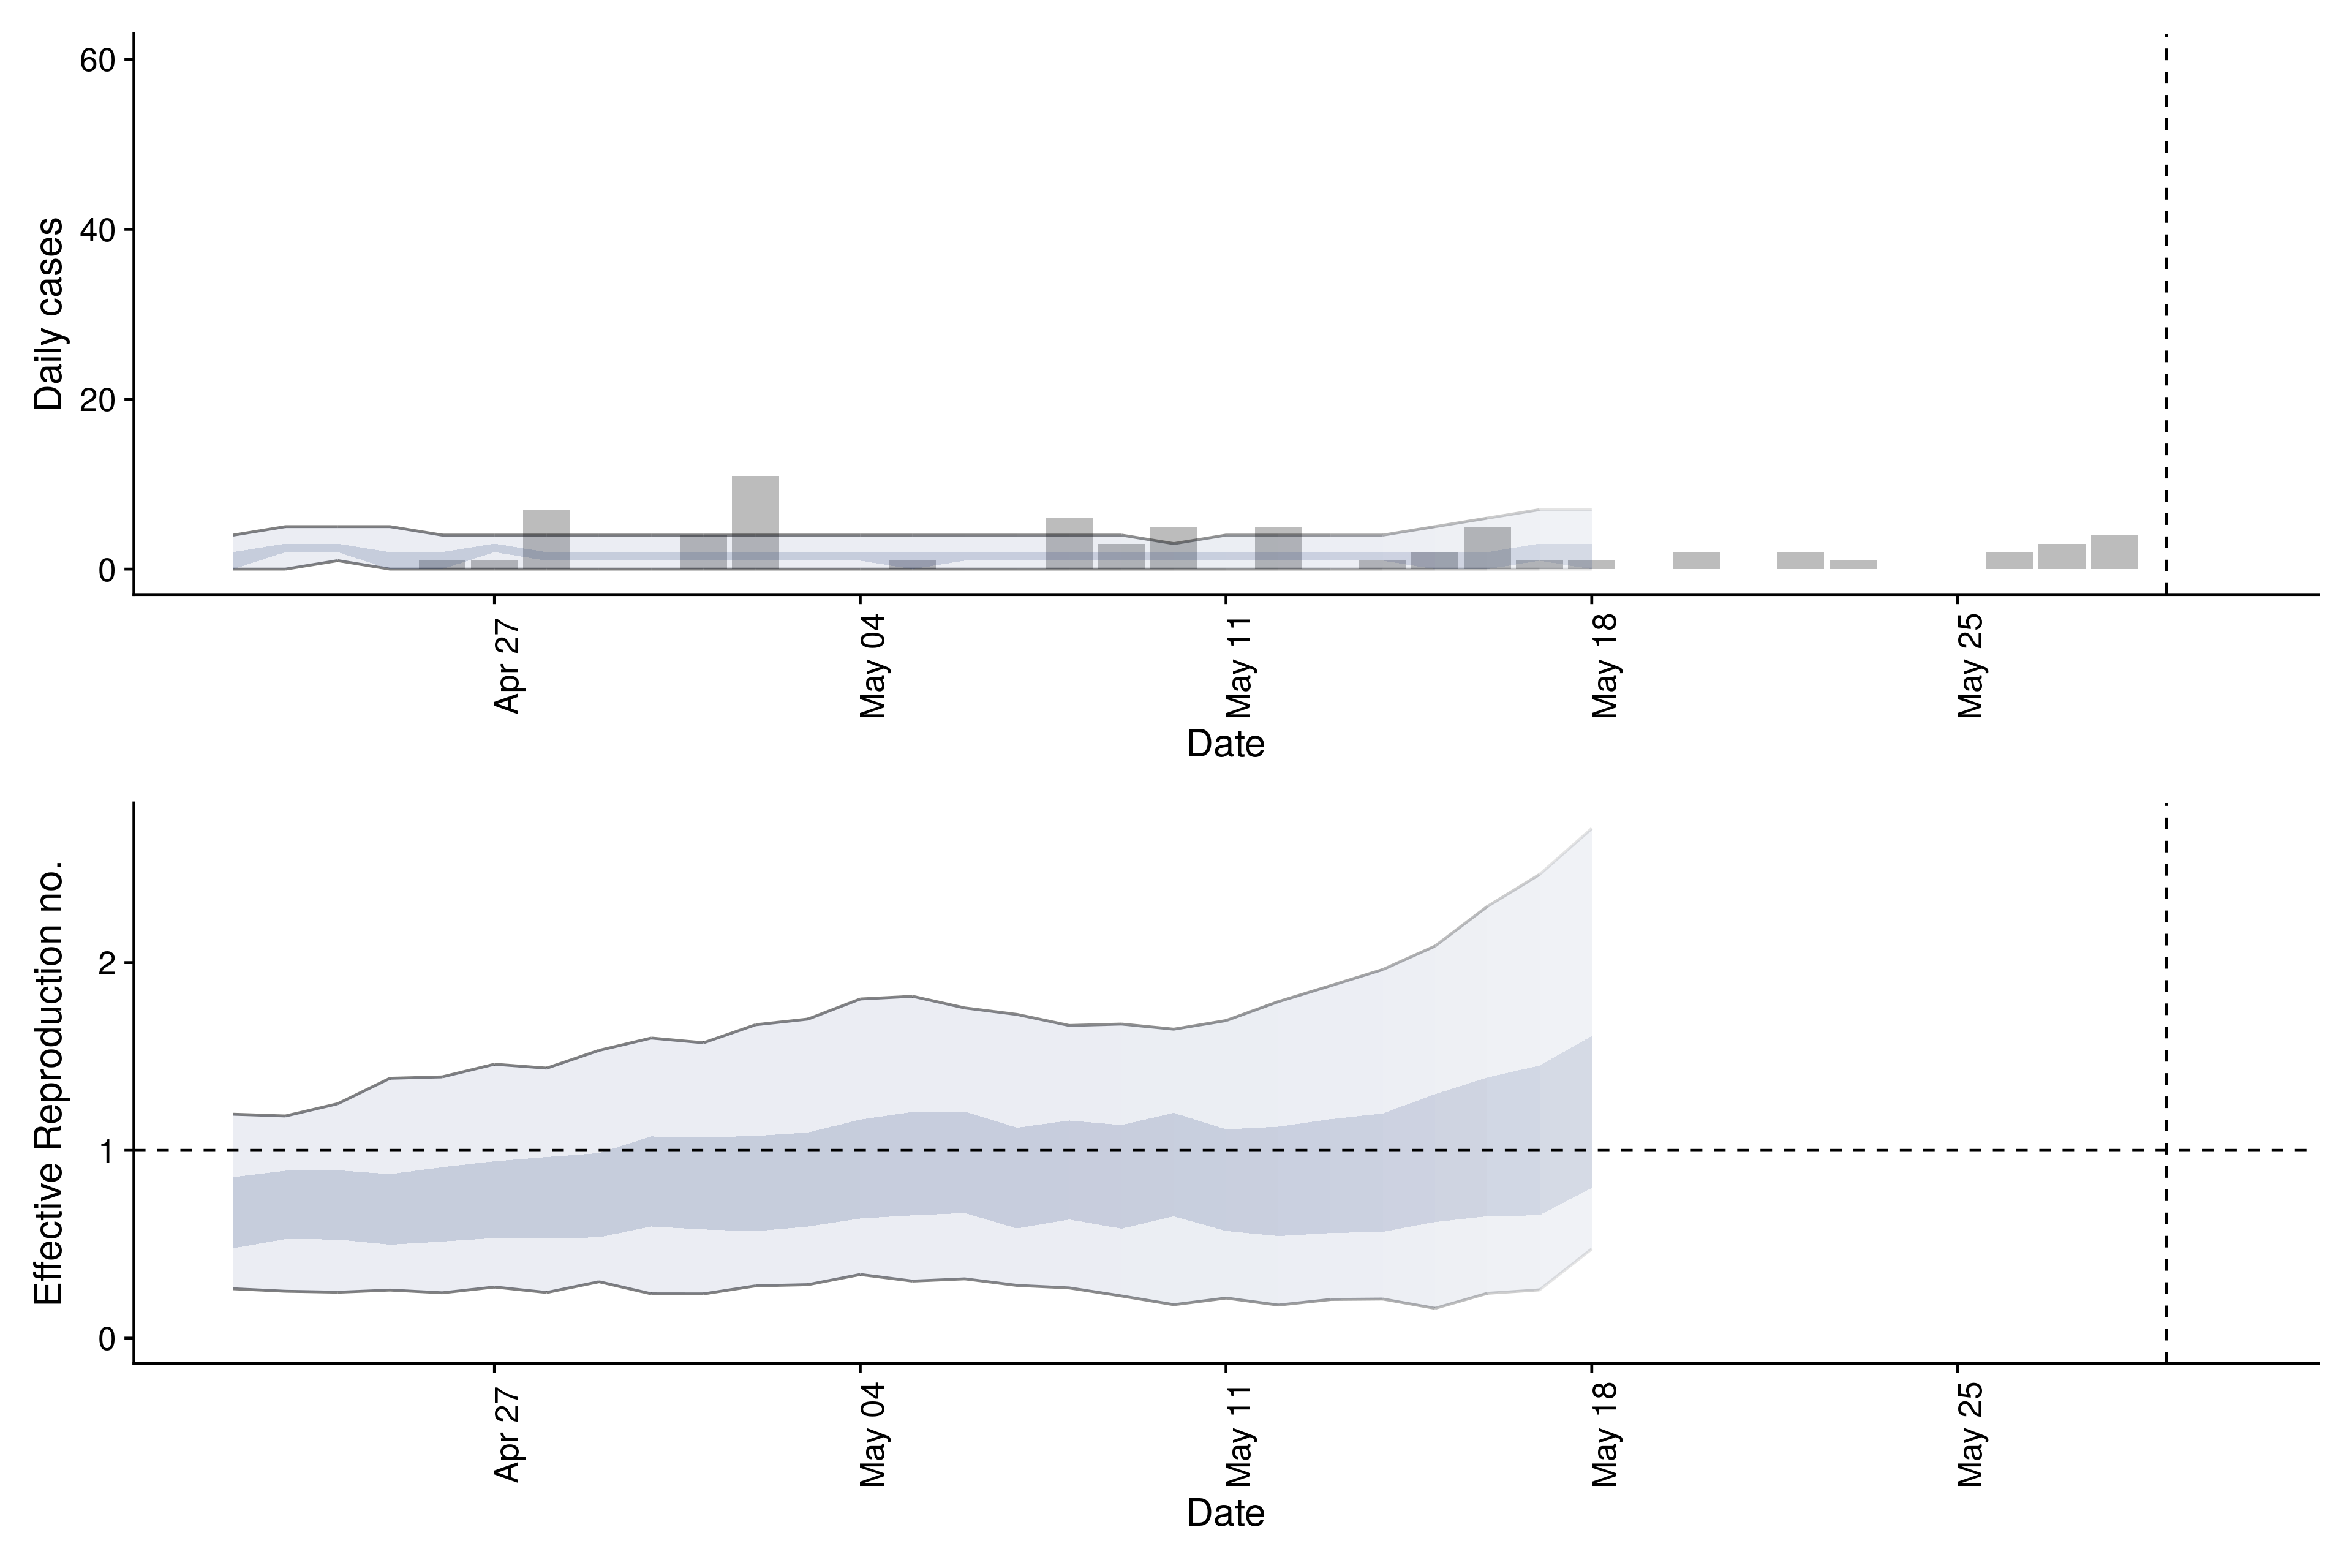 Daily cases
60
40
20
0
Apr 27
May 04
May 11
May 18
May 25
Date
Effective Reproduction no.
2
1
0
Apr 27
May 04
May 11
May 18
May 25
Date